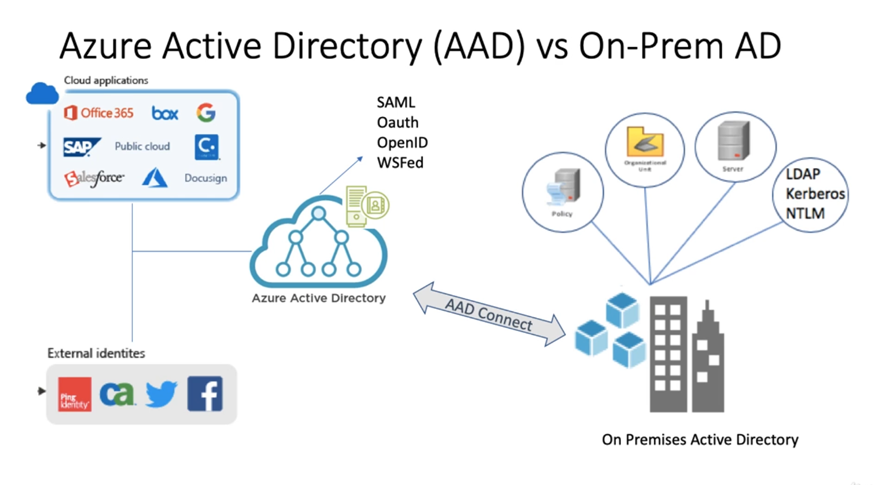 Azure Active Directory (AAD) vs On-Prem AD
Cloud applications
Office 365
box
G
SAP
Public cloud
C
salesforce
Docusign
SAML
Oauth
OpenID
WSFed
Azure Active Directory
AAD Connect
External identites
Ping
Identity
ca
f
Policy
Organizational
Unit
Server
LDAP
Kerberos
NTLM
On Premises Active Directory